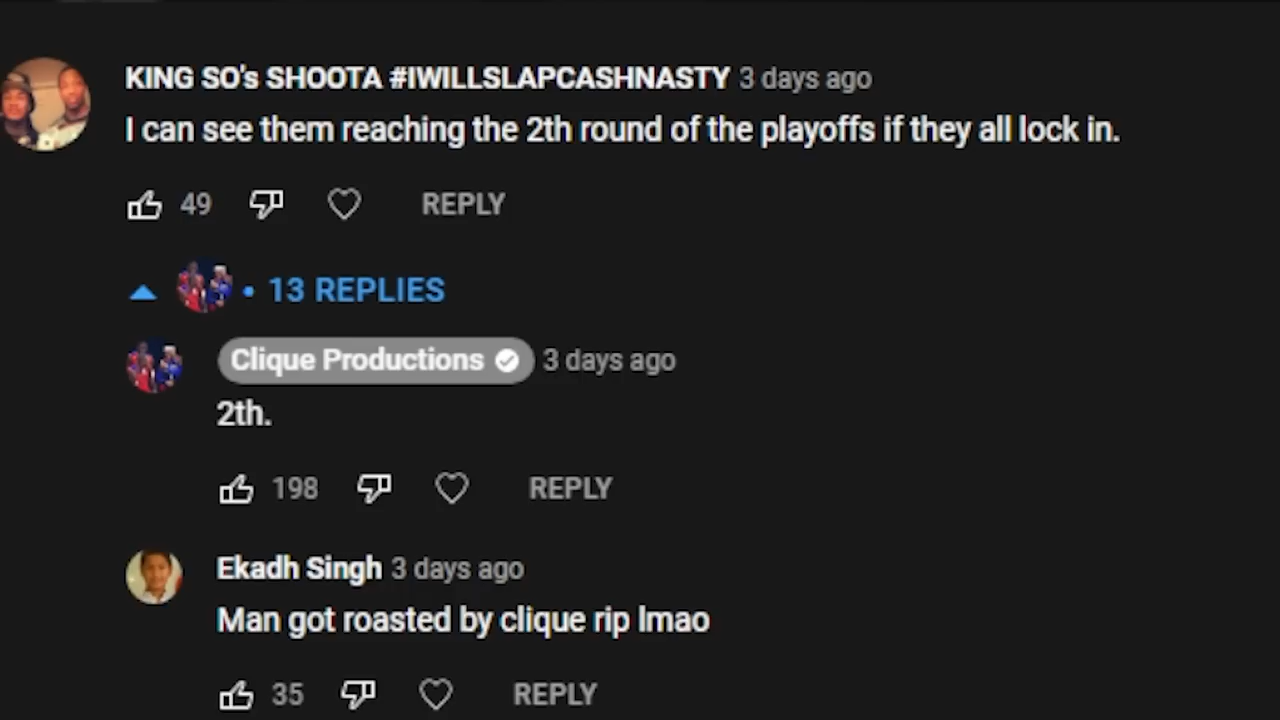 KING SO's SHOOTA #IWILLSLAPCASHNASTY 3 days ago
I can see them reaching the 2th round of the playoffs if they all lock in.
49 REPLY
• 13 REPLIES
Clique Productions 3 days ago
2th.
198 REPLY
Ekadh Singh 3 days ago
Man got roasted by clique rip lmao
35 REPLY